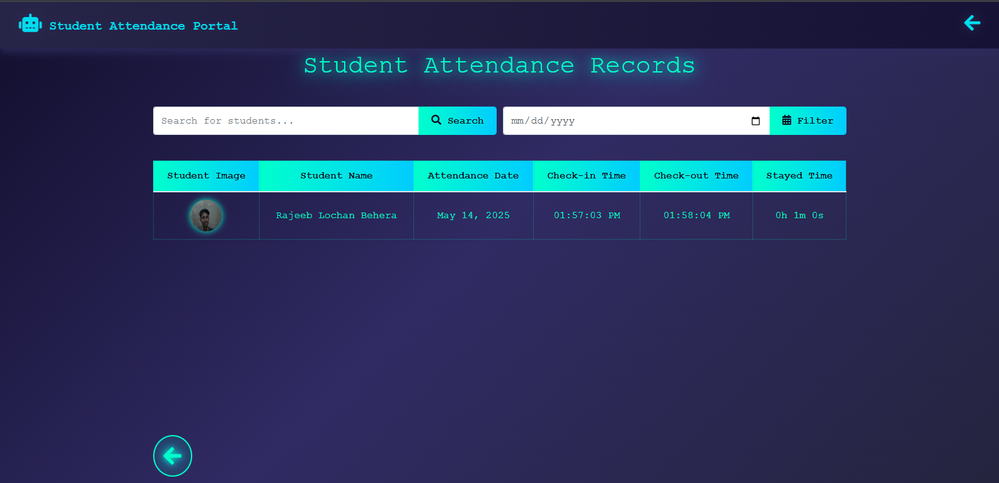 Student Attendance Portal
Student Attendance Records
Search for students... Search mm/dd/yyyy Filter
Student Image Student Name Attendance Date Check-in Time Check-out Time Stayed Time
Rajeeb Lochan Behera May 14, 2025 01:57:03 PM 01:58:04 PM 0h 1m 0s